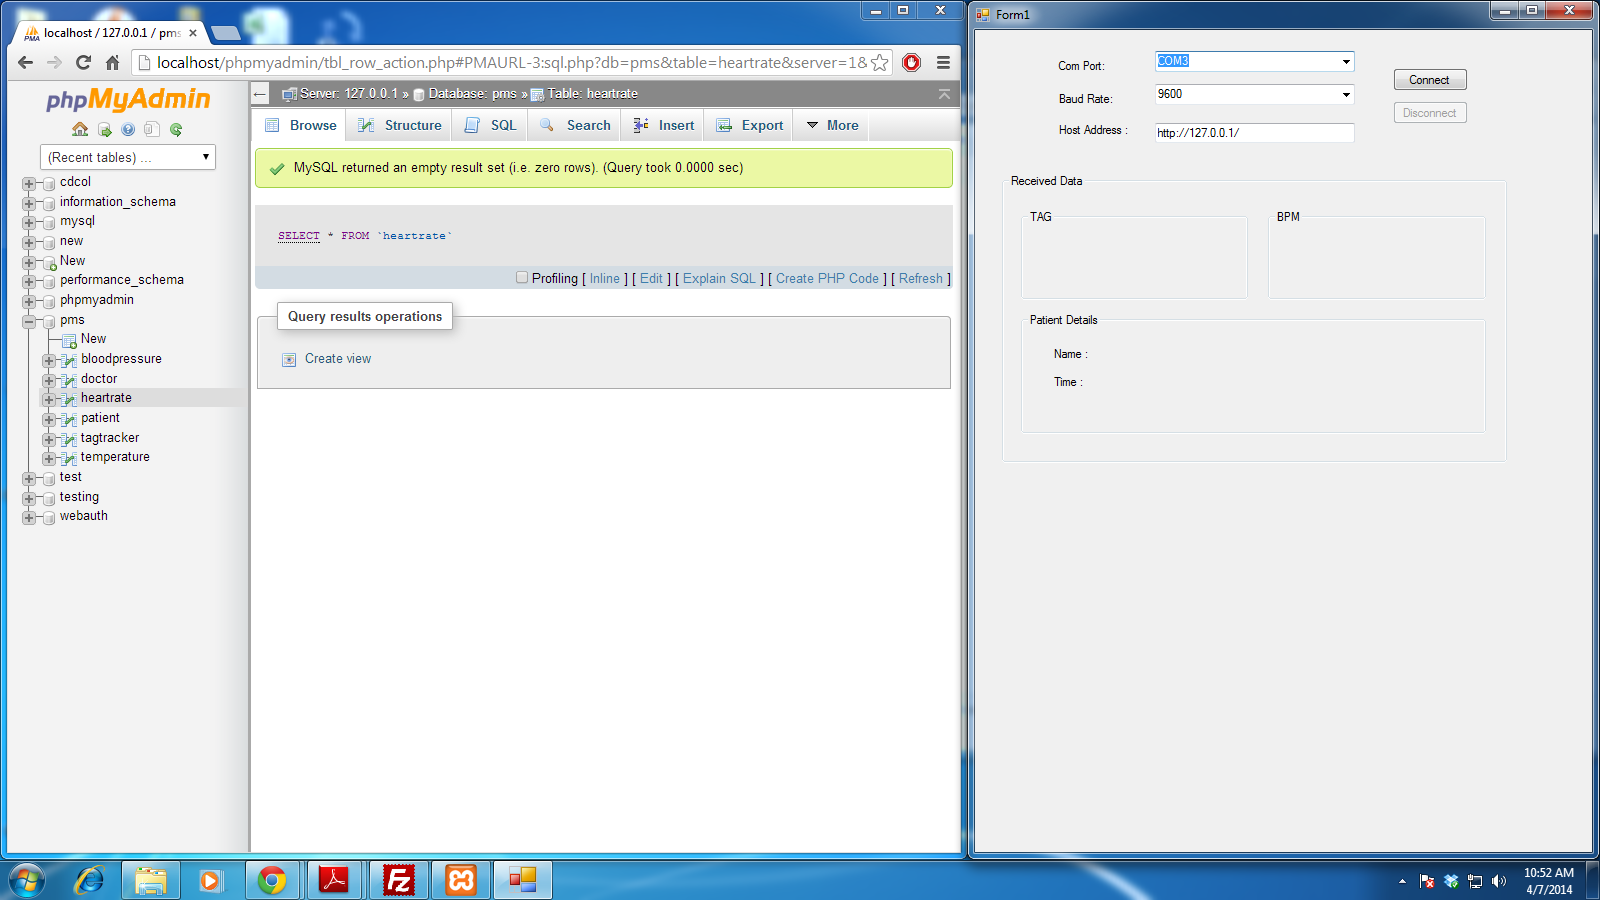 localhost / 127.0.0.1 / pms
localhost/phpmyadmin/tbl_row_action.php#PMAURL-3:sql.php?db=pms&table=heartrate&server=1&
phpMyAdmin
(Recent tables) ...
cdcol
information_schema
mysql
new
New
performance_schema
phpmyadmin
pms
New
bloodpressure
doctor
heartrate
patient
tagtracker
temperature
test
testing
webauth
Server: 127.0.0.1 » Database: pms » Table: heartrate
Browse Structure SQL Search Insert Export More
MySQL returned an empty result set (i.e. zero rows). (Query took 0.0000 sec)
SELECT * FROM `heartrate`
Profiling [ Inline ] [ Edit ] [ Explain SQL ] [ Create PHP Code ] [ Refresh ]
Query results operations
Create view
Form1
Com Port: COM3
Connect
Baud Rate: 9600
Disconnect
Host Address : http://127.0.0.1/
Received Data
TAG
BPM
Patient Details
Name :
Time :
10:52 AM
4/7/2014